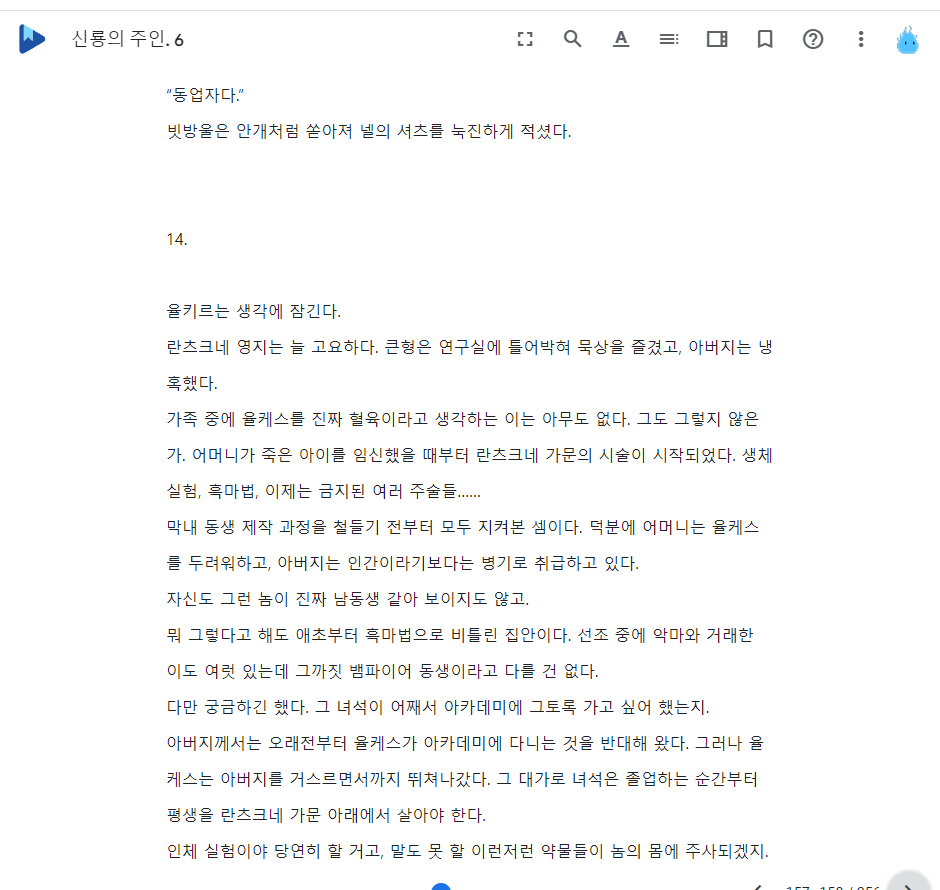 신룡의 주인. 6
"동업자다."
빗방울은 안개처럼 쏟아져 넬의 셔츠를 눅진하게 적셨다.
14.
율키르는 생각에 잠긴다.
란츠크네 영지는 늘 고요하다. 큰형은 연구실에 틀어박혀 묵상을 즐겼고, 아버지는 냉
혹했다.
가족 중에 율케스를 진짜 혈육이라고 생각하는 이는 아무도 없다. 그도 그렇지 않은
가. 어머니가 죽은 아이를 임신했을 때부터 란츠크네 가문의 시술이 시작되었다. 생체
실험, 흑마법, 이제는 금지된 여러 주술들……
막내 동생 제작 과정을 철들기 전부터 모두 지켜본 셈이다. 덕분에 어머니는 율케스
를 두려워하고, 아버지는 인간이라기보다는 병기로 취급하고 있다.
자신도 그런 놈이 진짜 남동생 같아 보이지도 않고.
뭐 그렇다고 해도 애초부터 흑마법으로 비틀린 집안이다. 선조 중에 악마와 거래한
이도 여럿 있는데 그까짓 뱀파이어 동생이라고 다를 건 없다.
다만 궁금하긴 했다. 그 녀석이 어째서 아카데미에 그토록 가고 싶어 했는지.
아버지께서는 오래전부터 율케스가 아카데미에 다니는 것을 반대해 왔다. 그러나 율
케스는 아버지를 거스르면서까지 뛰쳐나갔다. 그 대가로 녀석은 졸업하는 순간부터
평생을 란츠크네 가문 아래에서 살아야 한다.
인체 실험이야 당연히 할 거고, 말도 못 할 이런저런 약물들이 놈의 몸에 주사되겠지.